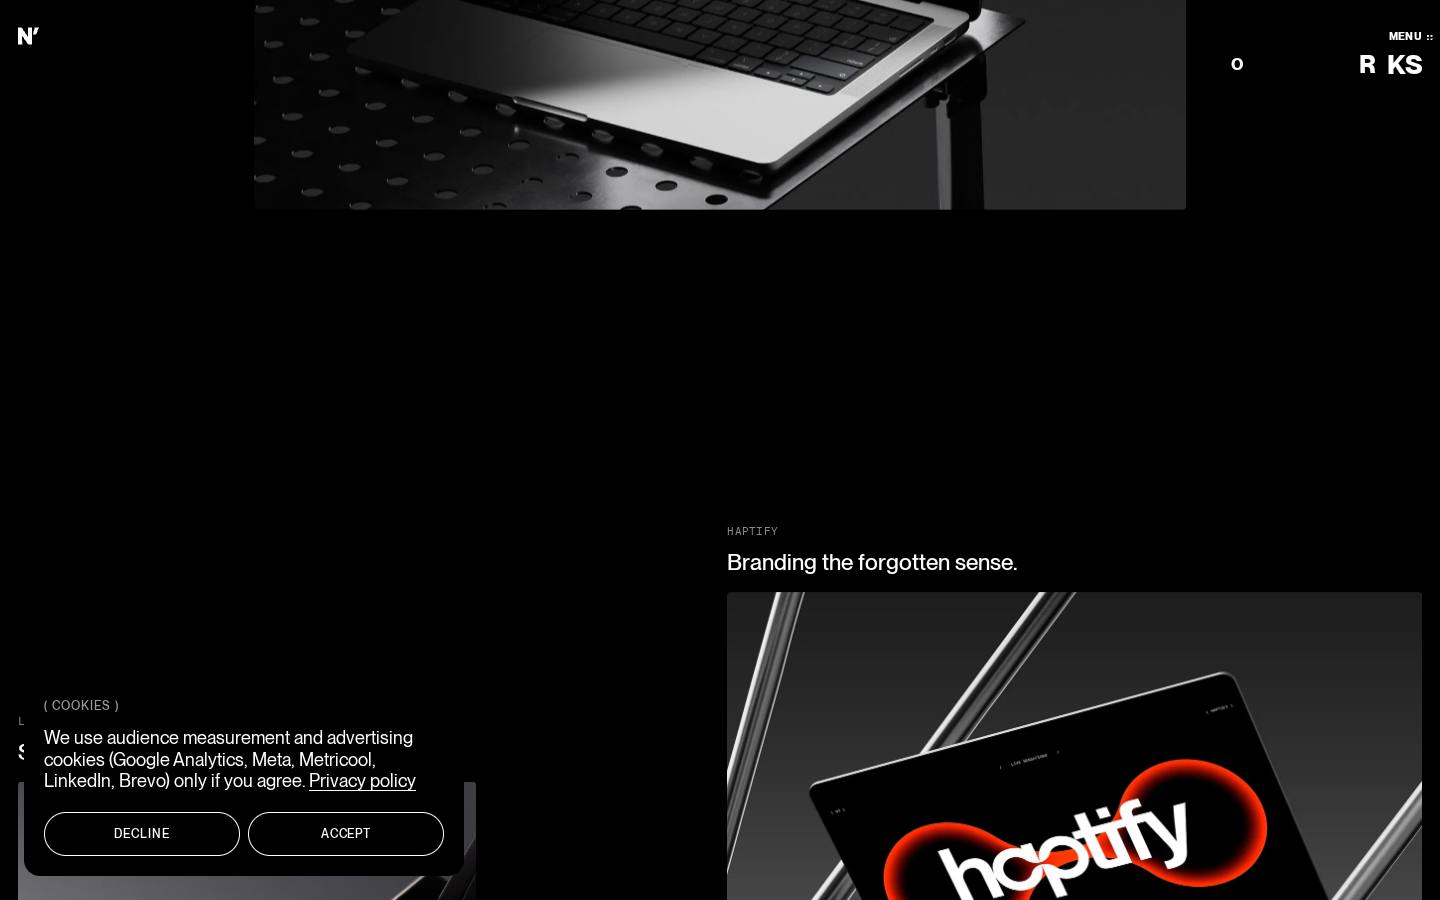 N’
MENU ::
O
R KS
HAPTIFY
Branding the forgotten sense.
( COOKIES )
We use audience measurement and advertising
cookies (Google Analytics, Meta, Metricool,
LinkedIn, Brevo) only if you agree. Privacy policy
DECLINE
ACCEPT
haptify